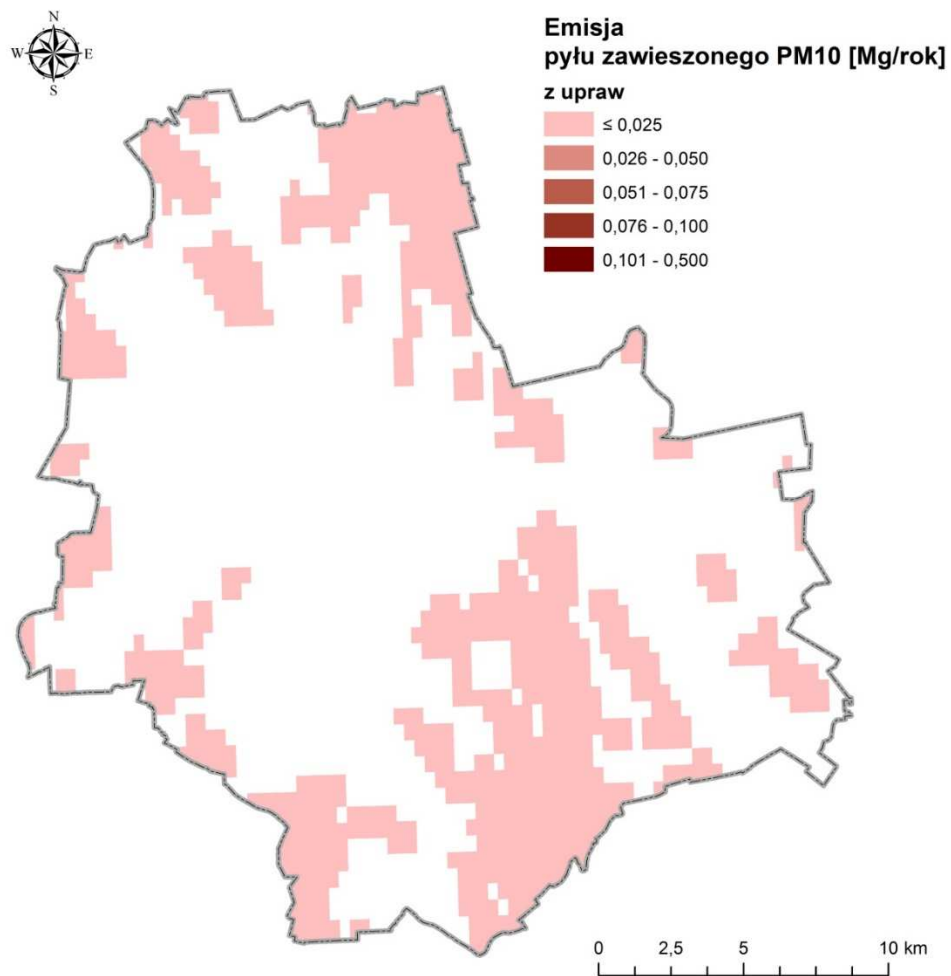 N
W E
S
Emisja
pyłu zawieszonego PM10 [Mg/rok]
z upraw
≤ 0,025
0,026 - 0,050
0,051 - 0,075
0,076 - 0,100
0,101 - 0,500
0 2,5 5 10 km